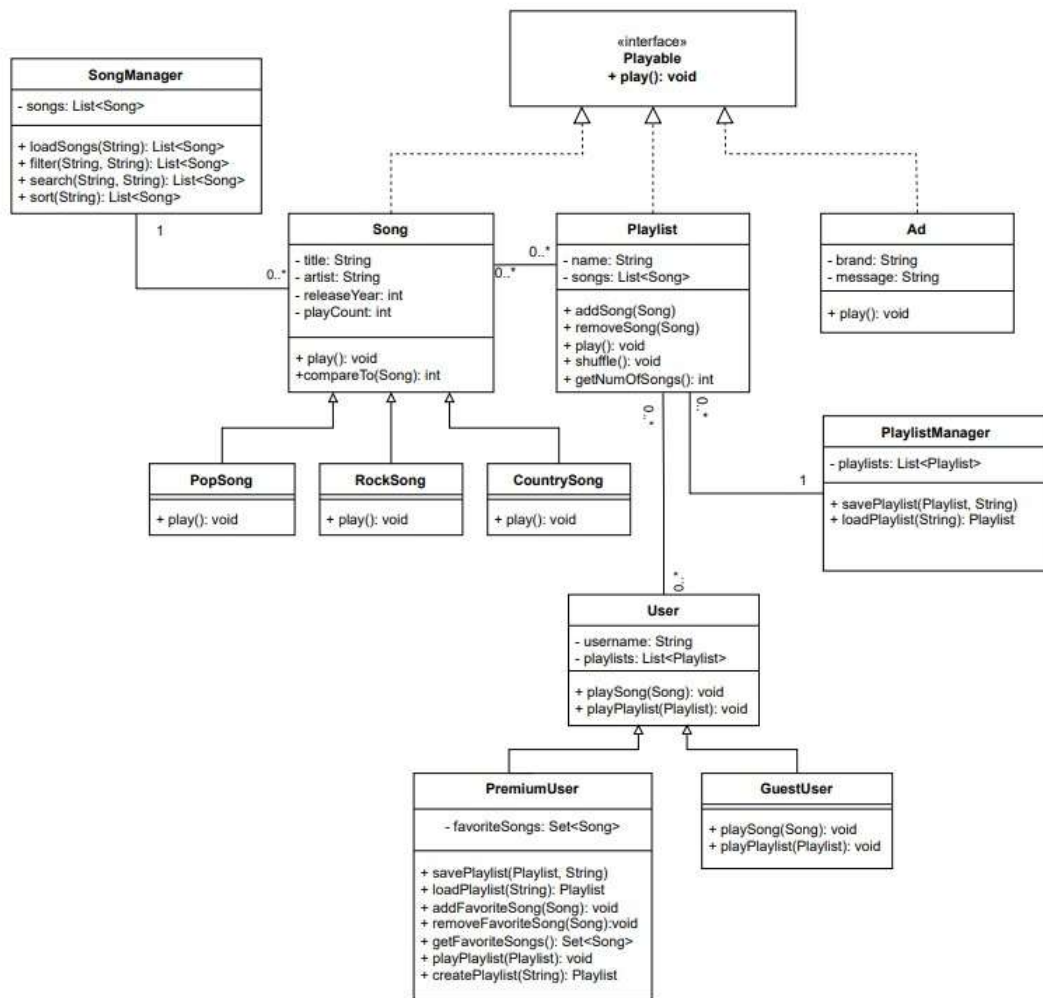 «interface»
Playable
+ play(): void
SongManager
- songs: List<Song>
+ loadSongs(String): List<Song>
+ filter(String, String): List<Song>
+ search(String, String): List<Song>
+ sort(String): List<Song>
1
0..*
Song
- title: String
- artist: String
- releaseYear: int
- playCount: int
+ play(): void
+compareTo(Song): int
0..*
0..*
Playlist
- name: String
- songs: List<Song>
+ addSong(Song)
+ removeSong(Song)
+ play(): void
+ shuffle(): void
+ getNumOfSongs(): int
Ad
- brand: String
- message: String
+ play(): void
0..*
0..*
PlaylistManager
- playlists: List<Playlist>
+ savePlaylist(Playlist, String)
+ loadPlaylist(String): Playlist
1
PopSong
+ play(): void
RockSong
+ play(): void
CountrySong
+ play(): void
0..*
User
- username: String
- playlists: List<Playlist>
+ playSong(Song): void
+ playPlaylist(Playlist): void
PremiumUser
- favoriteSongs: Set<Song>
+ savePlaylist(Playlist, String)
+ loadPlaylist(String): Playlist
+ addFavoriteSong(Song): void
+ removeFavoriteSong(Song):void
+ getFavoriteSongs(): Set<Song>
+ playPlaylist(Playlist): void
+ createPlaylist(String): Playlist
GuestUser
+ playSong(Song): void
+ playPlaylist(Playlist): void